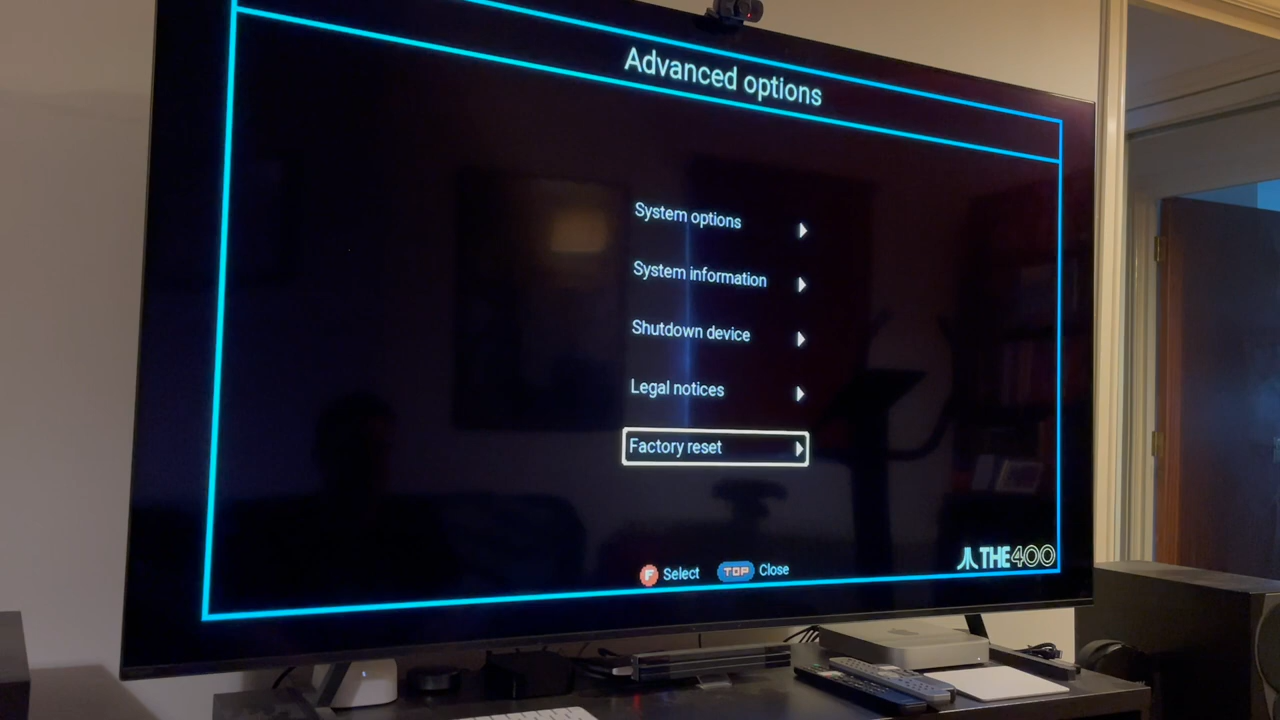 Advanced options
System options
System information
Shutdown device
Legal notices
Factory reset
F Select TOP Close
THE400